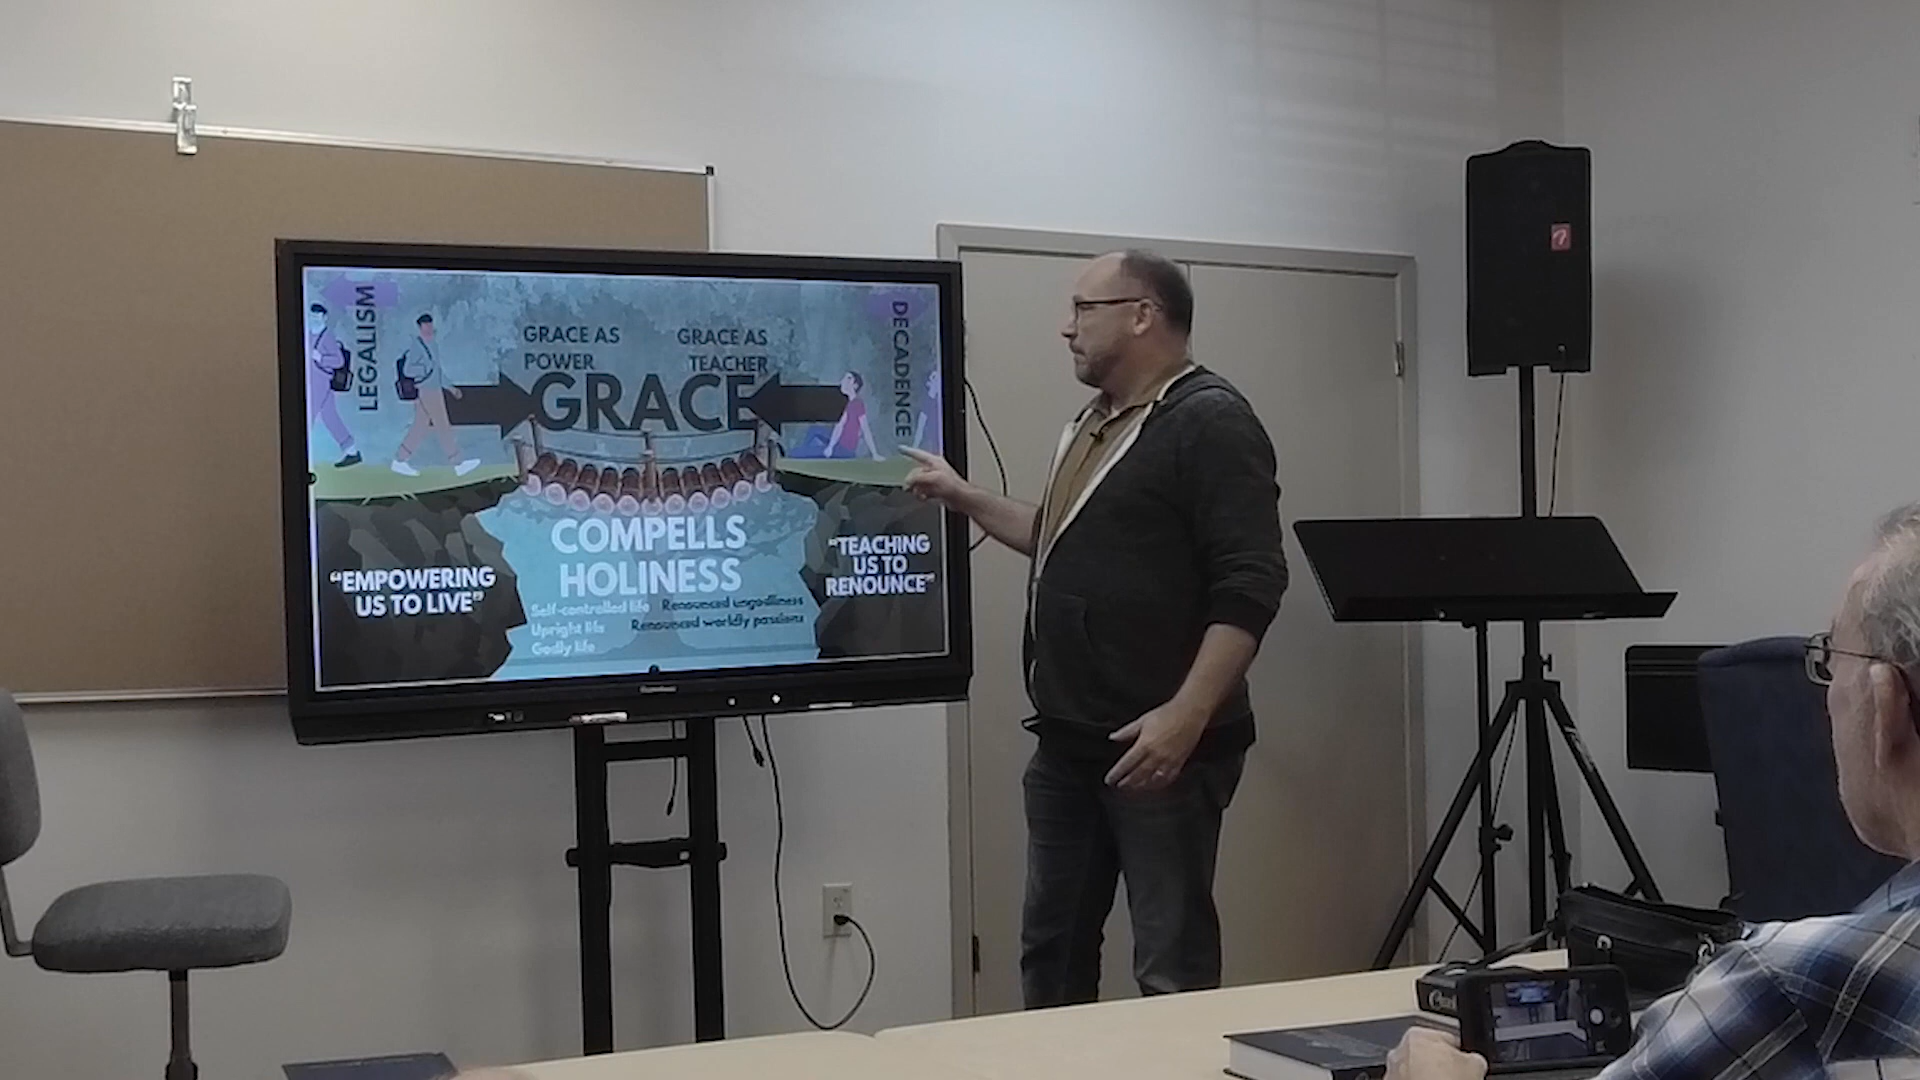 LEGALISM
GRACE AS
POWER
GRACE AS
TEACHER
DECADENCE
GRACE
COMPELLS
HOLINESS
"EMPOWERING
US TO LIVE"
"TEACHING
US TO
RENOUNCE"
Self-controlled life
Upright life
Godly life
Renounced ungodliness
Renounced worldly passions